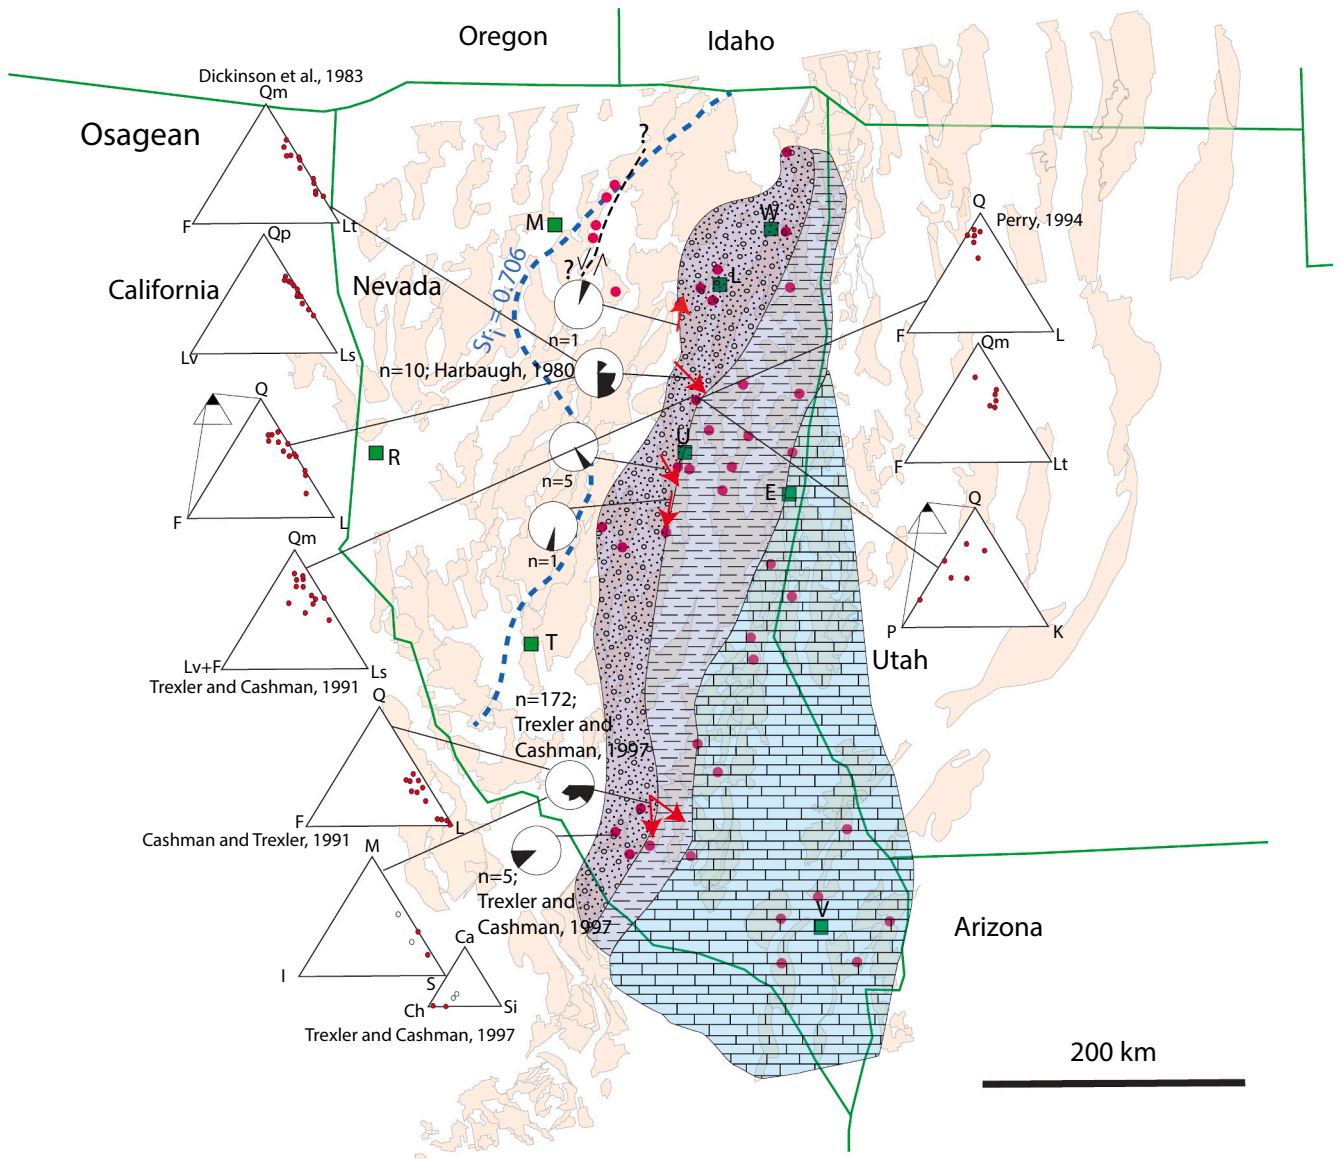 Oregon
Idaho
Dickinson et al., 1983
Qm
Osagean
F
Lt
Qp
California
Nevada
Lv
Ls
Sri = 0.706
?
?
M
W
L
n=1
n=10; Harbaugh, 1980
Q
F
L
R
U
n=5
E
n=1
Q
Perry, 1994
F
L
Qm
F
Lt
Q
P
K
Qm
Lv+F
Ls
Trexler and Cashman, 1991
T
Utah
n=172;
Trexler and
Cashman, 1997
Q
F
L
Cashman and Trexler, 1991
M
I
S
n=5;
Trexler and
Cashman, 1997
Ca
Ch
Si
Trexler and Cashman, 1997
V
Arizona
200 km